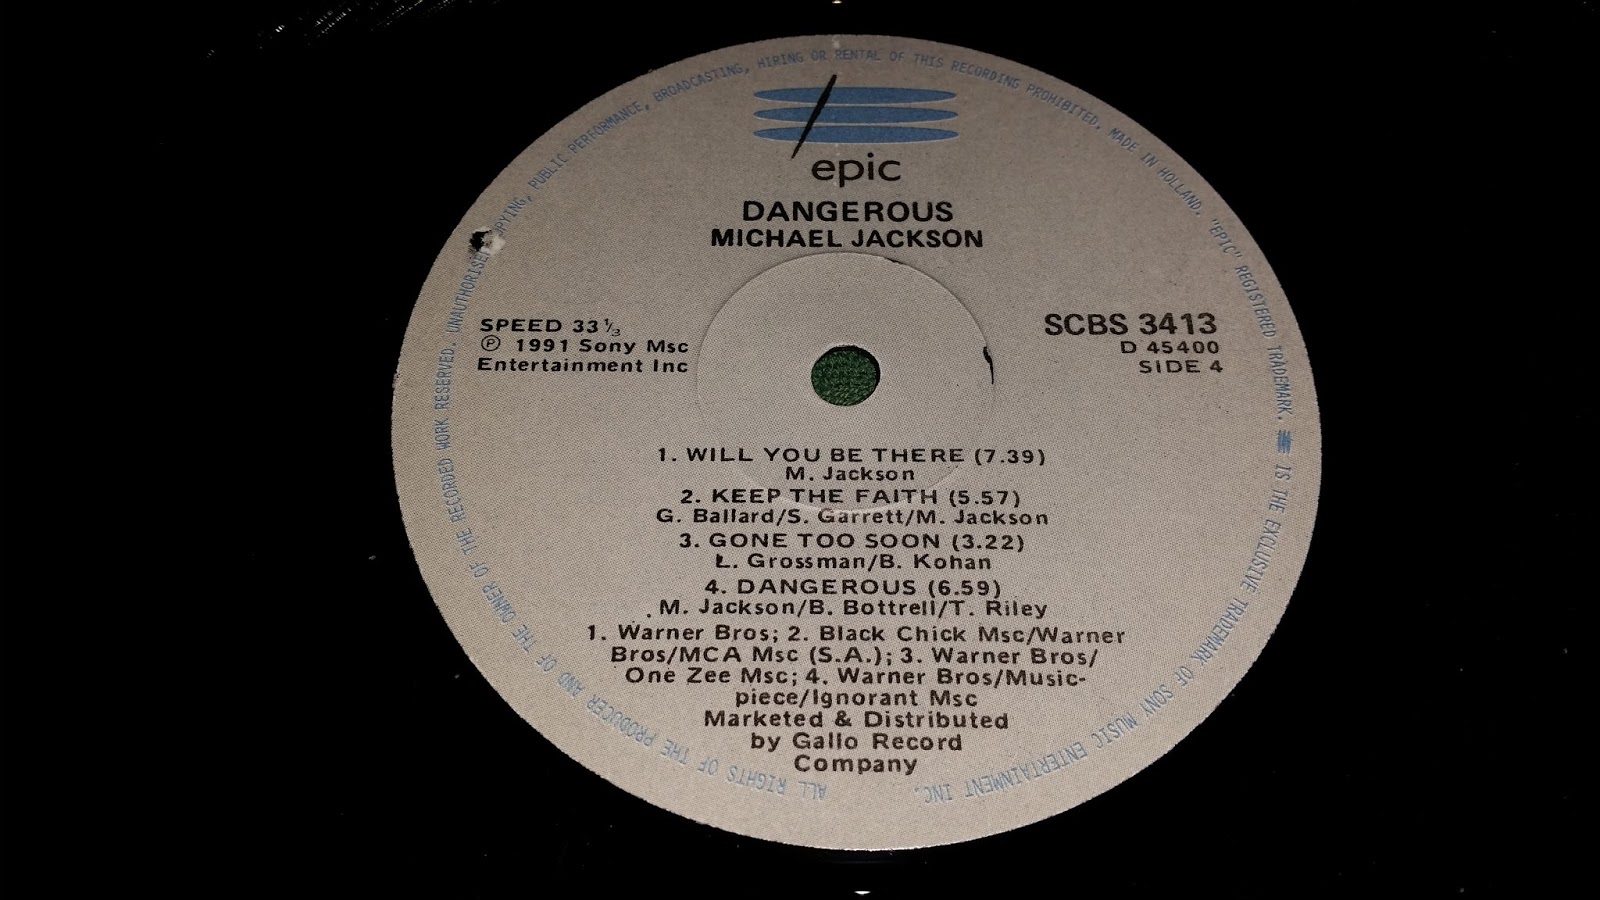 ALL RIGHTS OF THE PRODUCER AND OF THE OWNER OF THE RECORDED WORK RESERVED. UNAUTHORISED COPYING, PUBLIC PERFORMANCE, BROADCASTING, HIRING OR RENTAL OF THIS RECORDING PROHIBITED. MADE IN HOLLAND. "EPIC" REGISTERED TRADEMARK. IS THE EXCLUSIVE TRADEMARK OF SONY MUSIC ENTERTAINMENT INC.
epic
DANGEROUS
MICHAEL JACKSON
SPEED 33 ⅓
℗ 1991 Sony Msc
Entertainment Inc
SCBS 3413
D 45400
SIDE 4
1. WILL YOU BE THERE (7.39)
M. Jackson
2. KEEP THE FAITH (5.57)
G. Ballard/S. Garrett/M. Jackson
3. GONE TOO SOON (3.22)
L. Grossman/B. Kohan
4. DANGEROUS (6.59)
M. Jackson/B. Bottrell/T. Riley
1. Warner Bros; 2. Black Chick Msc/Warner
Bros/MCA Msc (S.A.); 3. Warner Bros/
One Zee Msc; 4. Warner Bros/Music-
piece/Ignorant Msc
Marketed & Distributed
by Gallo Record
Company